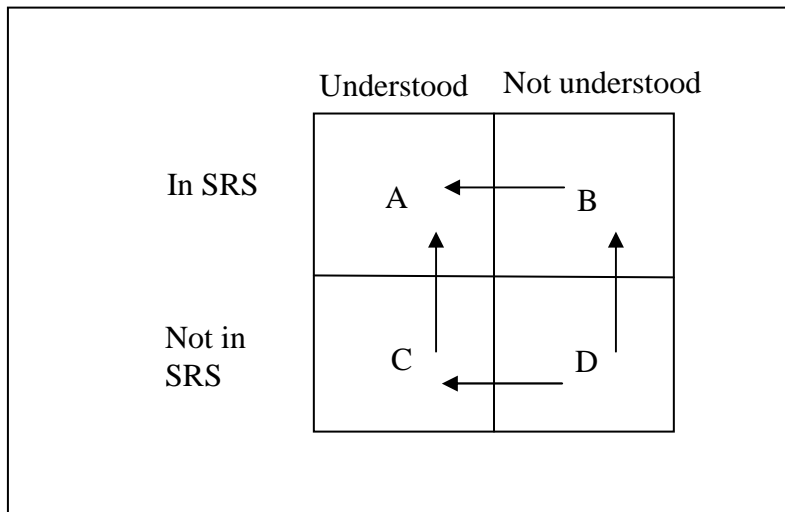 Understood Not understood
In SRS
A B
Not in
SRS
C D